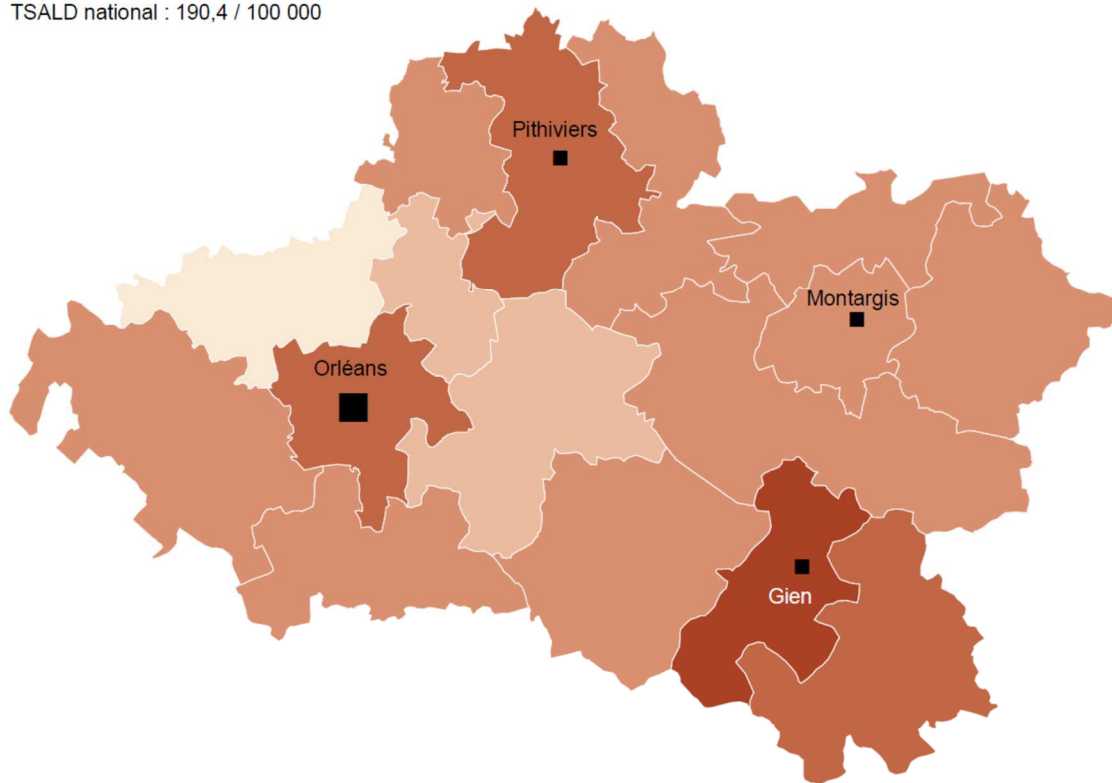 TSALD national : 190,4 / 100 000
Pithiviers
Montargis
Orléans
Gien